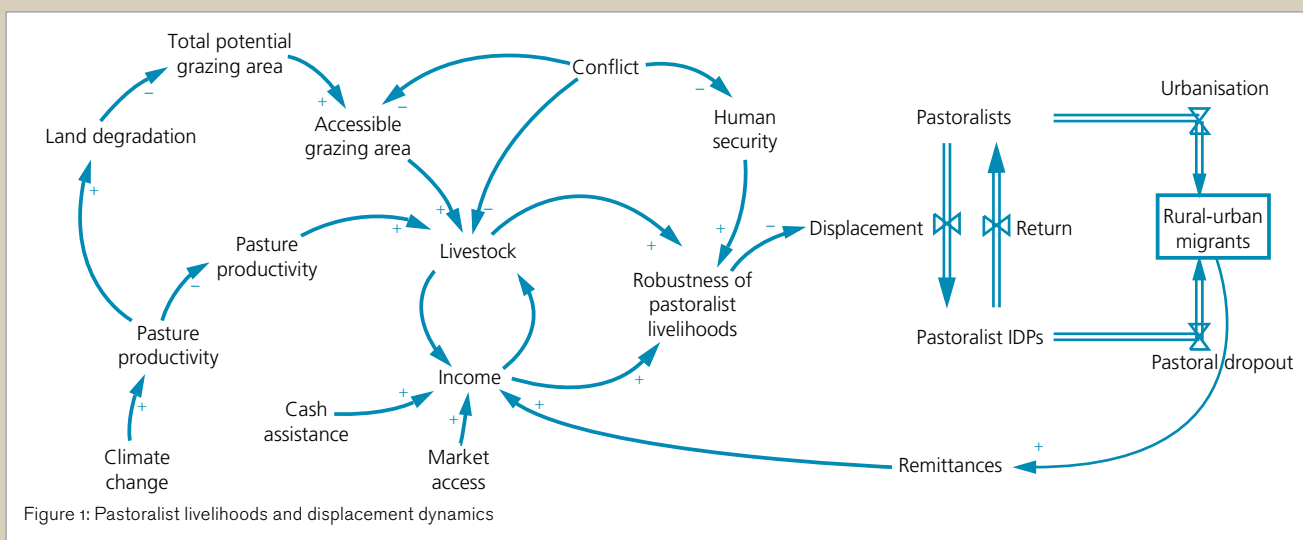 Total potential
grazing area
Conflict
Urbanisation
Land degradation
+
−
+
−
−
Accessible
grazing area
Human
security
Pastoralists
+
+
−
Pasture
productivity
+
Livestock
+
+
−
Displacement
Return
Rural-urban
migrants
Robustness of
pastoralist
livelihoods
−
Pasture
productivity
Pastoralist IDPs
Pastoral dropout
Income
+
+
Cash
assistance
+
+
+
+
Climate
change
Market
access
Remittances
Figure 1: Pastoralist livelihoods and displacement dynamics